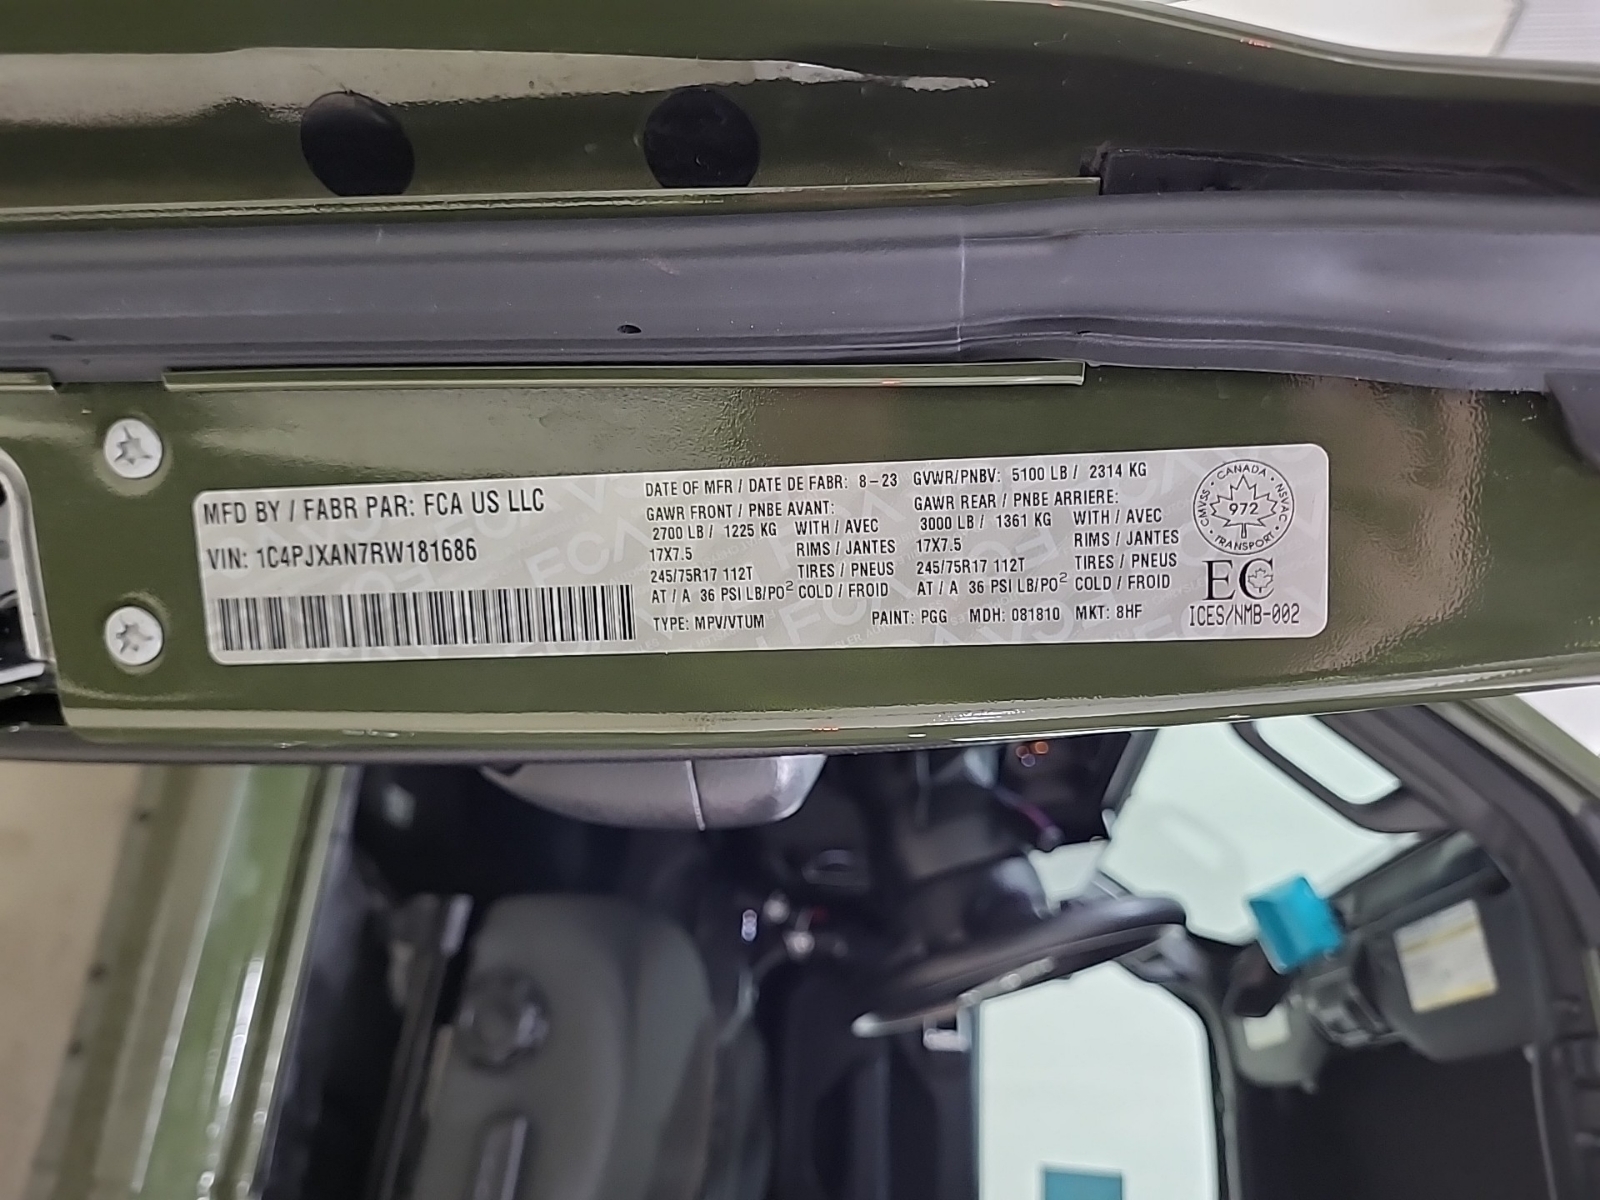 MFD BY / FABR PAR: FCA US LLC
VIN: 1C4PJXAN7RW181686
DATE OF MFR / DATE DE FABR: 8-23 GVWR/PNBV: 5100 LB / 2314 KG
GAWR FRONT / PNBE AVANT: GAWR REAR / PNBE ARRIERE:
2700 LB / 1225 KG WITH / AVEC 3000 LB / 1361 KG WITH / AVEC
17X7.5 RIMS / JANTES 17X7.5 RIMS / JANTES
245/75R17 112T TIRES / PNEUS 245/75R17 112T TIRES / PNEUS
AT / A 36 PSI LB/PO² COLD / FROID AT / A 36 PSI LB/PO² COLD / FROID
TYPE: MPV/VTUM PAINT: PGG MDH: 081810 MKT: 8HF
CANADA · NSVAC · TRANSPORT · CMVSS
972
EC
ICES/NMB-002